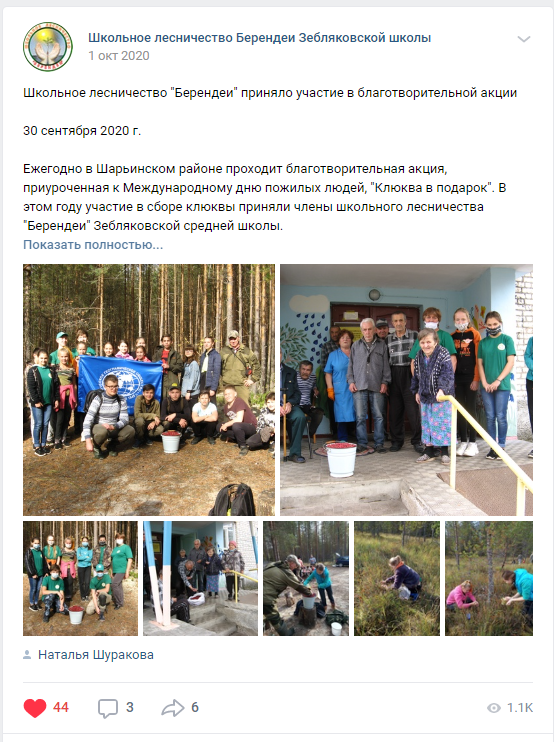 Школьное лесничество Берендеи Зебляковской школы
1 окт 2020
Школьное лесничество "Берендеи" приняло участие в благотворительной акции
30 сентября 2020 г.
Ежегодно в Шарьинском районе проходит благотворительная акция,
приуроченная к Международному дню пожилых людей, "Клюква в подарок". В
этом году участие в сборе клюквы приняли члены школьного лесничества
"Берендеи" Зебляковской средней школы.
Показать полностью...
Наталья Шуракова
44
3
6
1.1K